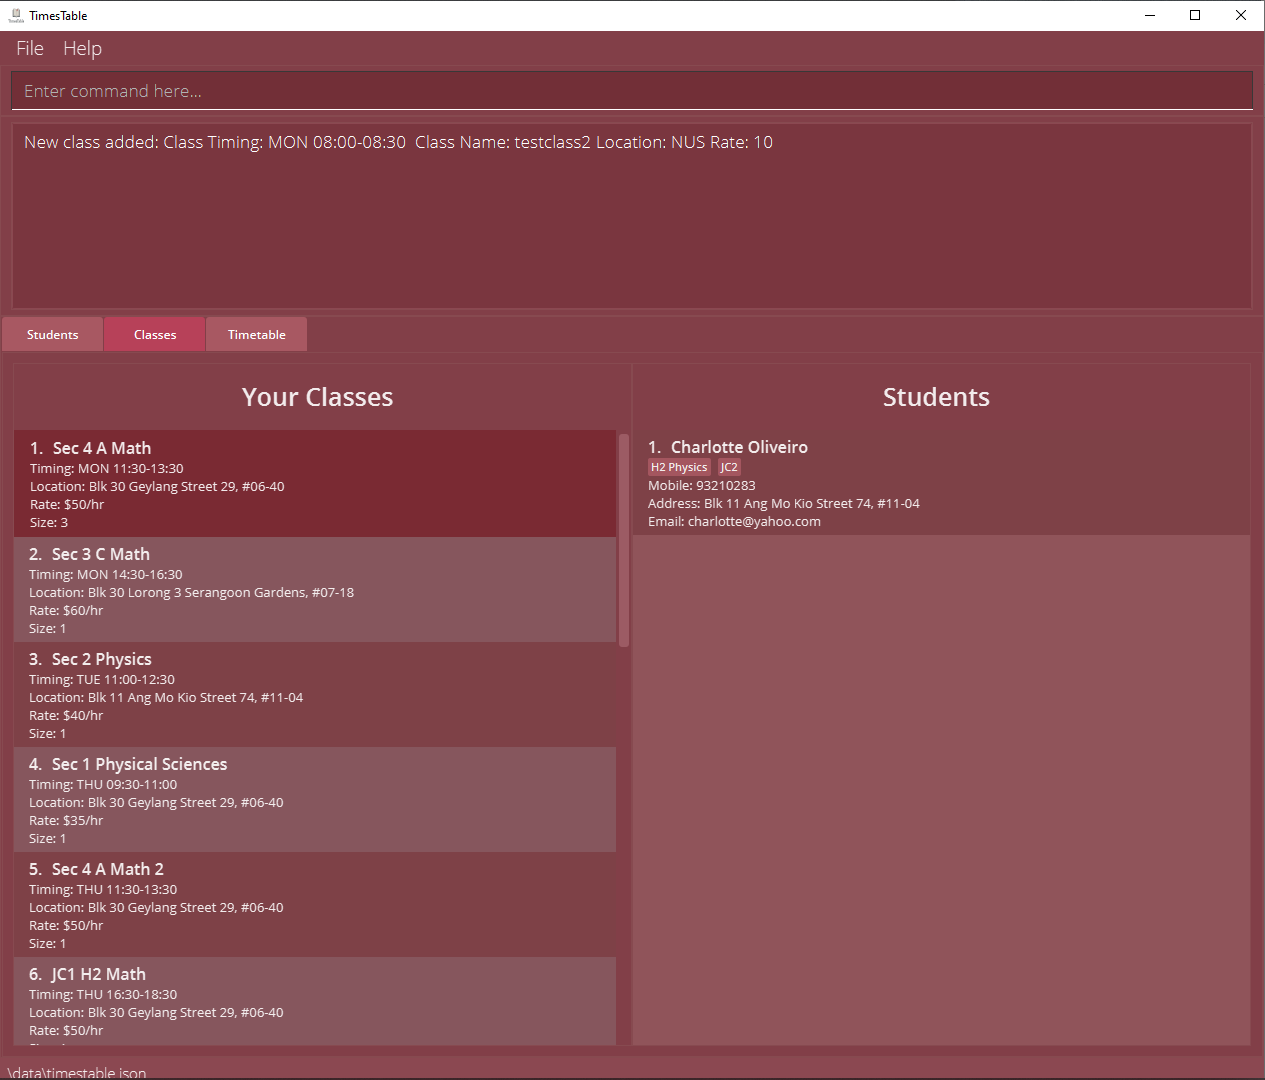 TimesTable
File Help
Enter command here...
New class added: Class Timing: MON 08:00-08:30  Class Name: testclass2 Location: NUS Rate: 10
Students Classes Timetable
Your Classes
1. Sec 4 A Math
Timing: MON 11:30-13:30
Location: Blk 30 Geylang Street 29, #06-40
Rate: $50/hr
Size: 3
2. Sec 3 C Math
Timing: MON 14:30-16:30
Location: Blk 30 Lorong 3 Serangoon Gardens, #07-18
Rate: $60/hr
Size: 1
3. Sec 2 Physics
Timing: TUE 11:00-12:30
Location: Blk 11 Ang Mo Kio Street 74, #11-04
Rate: $40/hr
Size: 1
4. Sec 1 Physical Sciences
Timing: THU 09:30-11:00
Location: Blk 30 Geylang Street 29, #06-40
Rate: $35/hr
Size: 1
5. Sec 4 A Math 2
Timing: THU 11:30-13:30
Location: Blk 30 Geylang Street 29, #06-40
Rate: $50/hr
Size: 1
6. JC1 H2 Math
Timing: THU 16:30-18:30
Location: Blk 30 Geylang Street 29, #06-40
Rate: $50/hr
Students
1. Charlotte Oliveiro
H2 Physics JC2
Mobile: 93210283
Address: Blk 11 Ang Mo Kio Street 74, #11-04
Email: charlotte@yahoo.com
\data\timestable.json